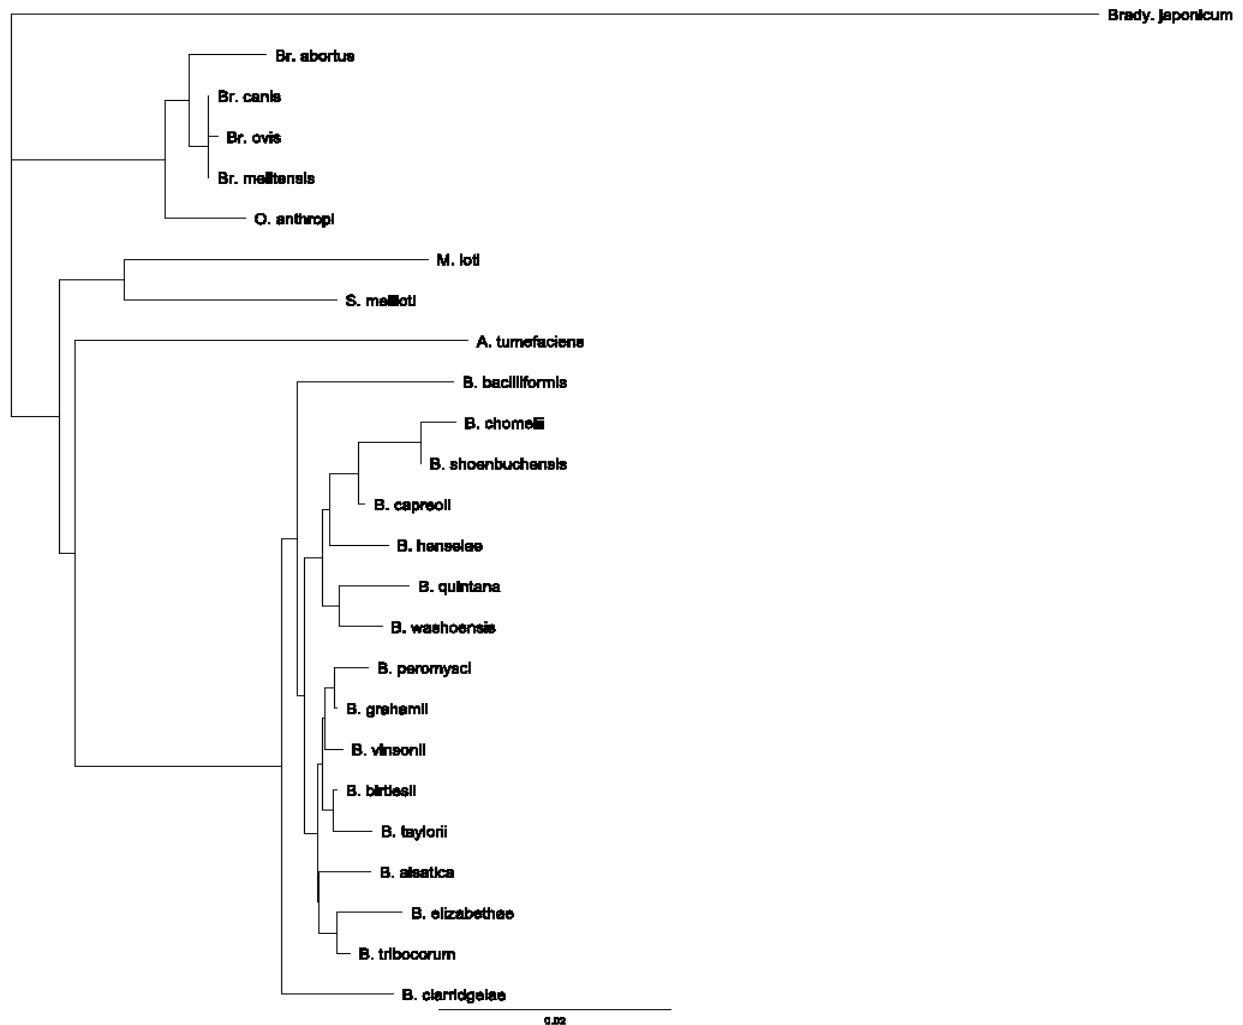 Brady. japonicum
Br. abortus
Br. canis
Br. ovis
Br. melitensis
O. anthropi
M. loti
S. meliloti
A. tumefaciens
B. bacilliformis
B. chomelii
B. shoenbuchensis
B. capreoli
B. henselae
B. quintana
B. washoensis
B. peromysci
B. grahamii
B. vinsonii
B. birtlesii
B. taylorii
B. alsatica
B. elizabethae
B. tribocorum
B. clarridgeiae
0.02